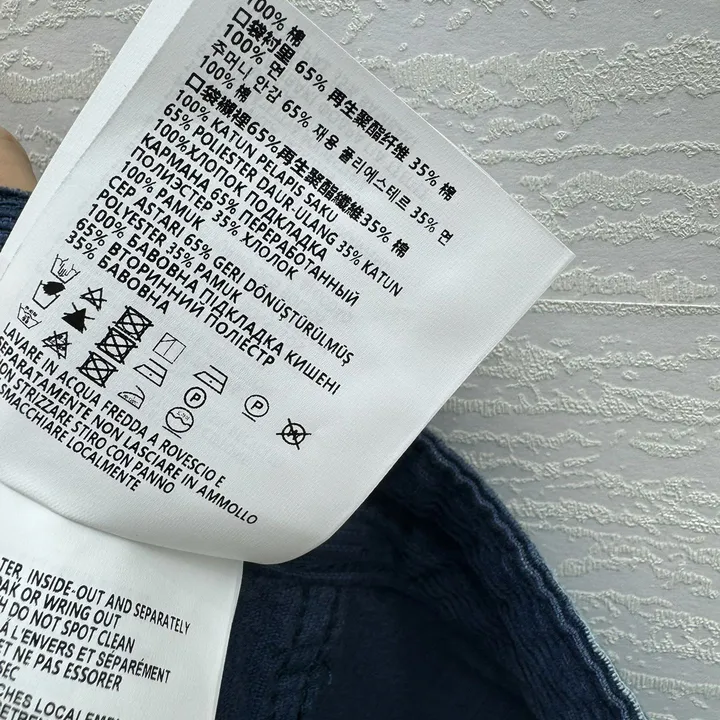 100% 棉
口袋衬里 65% 再生聚酯纤维 35% 棉
100% 면
주머니 안감 65% 재용 폴리에스테르 35% 면
100% 棉
口袋襯裡65%再生聚酯纖維35% 棉
100% KATUN PELAPIS SAKU
65% POLIESTER DAUR ULANG 35% KATUN
100%ХЛОПОК ПОДКЛАДКА
КАРМАНА 65% ПЕРЕРАБОТАННЫЙ
ПОЛИЭСТЕР 35% ХЛОПОК
100% PAMUK
CEP ASTARI 65% GERI DÖNÜŞTÜRÜLMÜŞ
POLYESTER 35% PAMUK
100% БАВОВНА ПІДКЛАДКА КИШЕНІ
65% ВТОРИННИЙ ПОЛІЕСТР
35% БАВОВНА
P
P
LAVARE IN ACQUA FREDDA A ROVESCIO E
SEPARATAMENTE NON LASCIARE IN AMMOLLO
NON STRIZZARE STIRO CON PANNO
SMACCHIARE LOCALMENTE
TER, INSIDE-OUT AND SEPARATELY
OAK OR WRING OUT
H DO NOT SPOT CLEAN
À L'ENVERS ET SÉPARÉMENT
ET NE PAS ESSORER
SEC
CHES LOCALEMENT